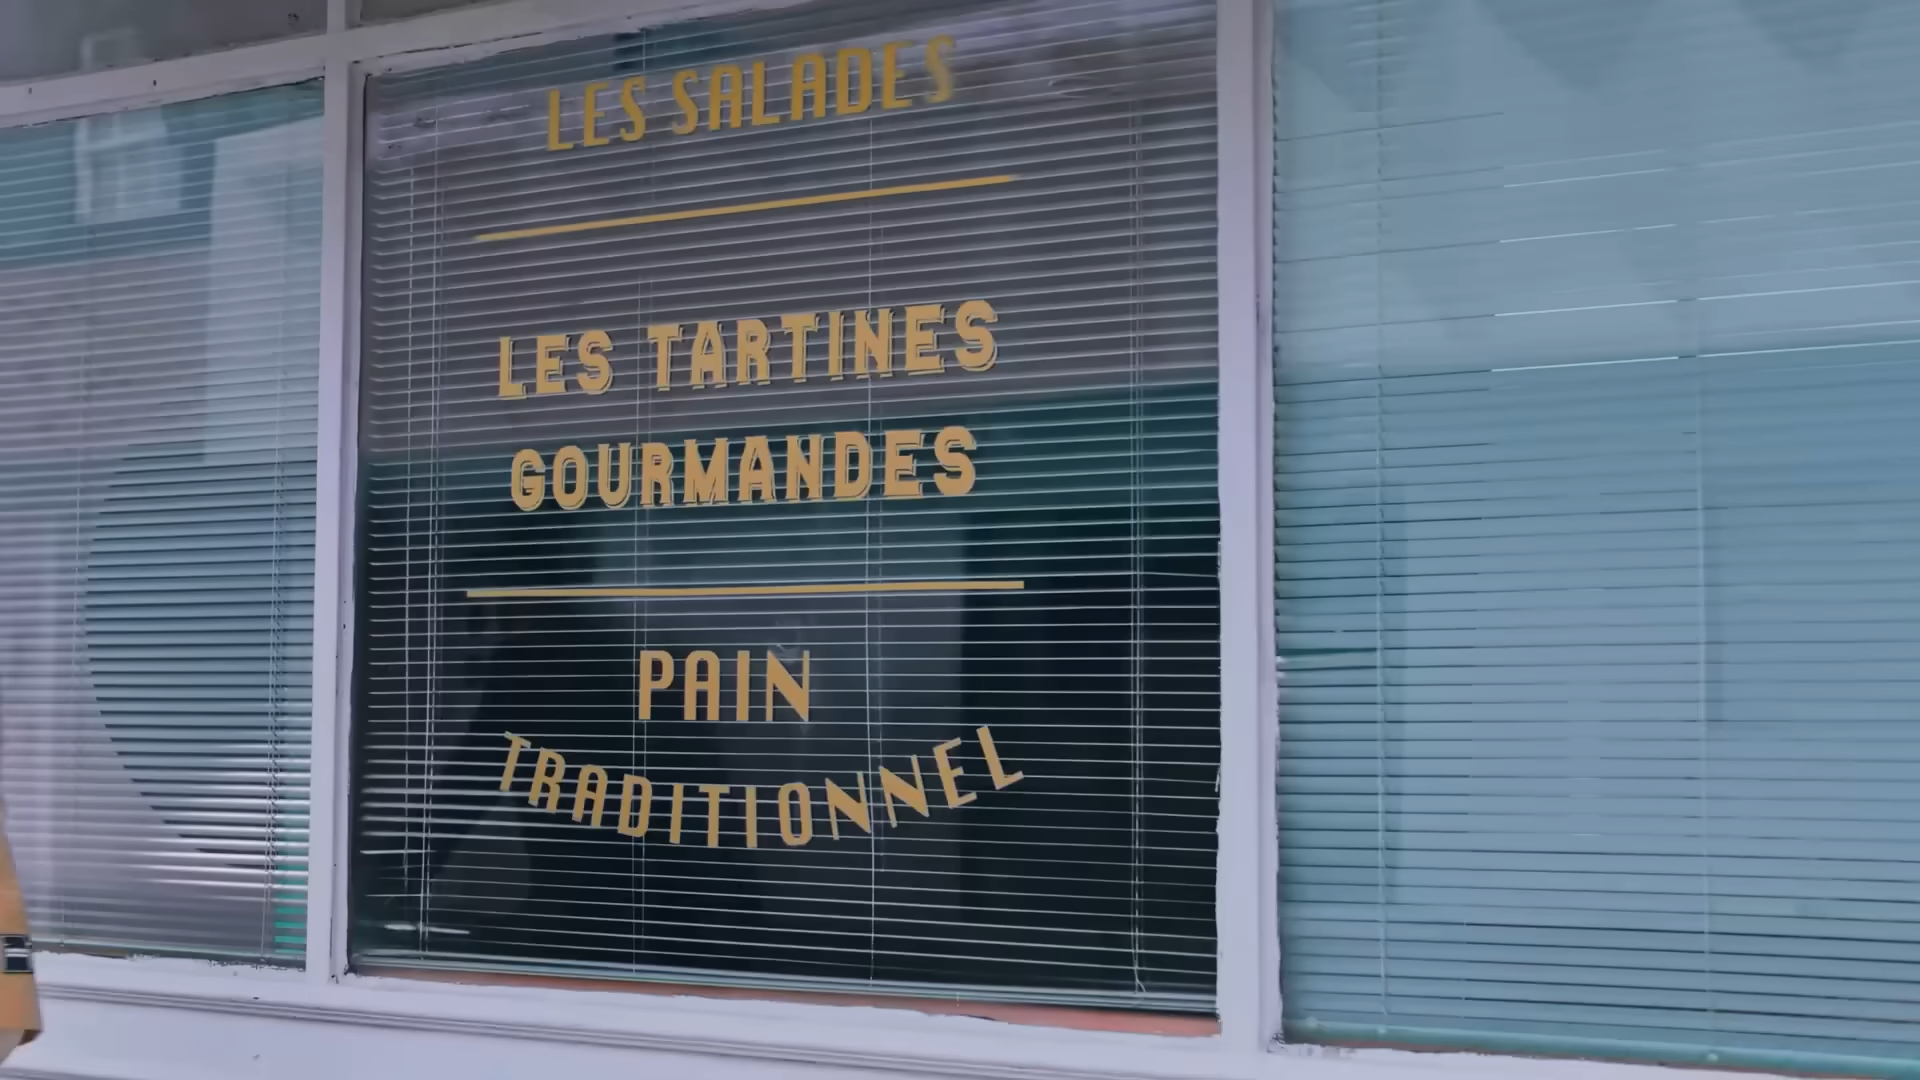 LES SALADES
LES TARTINES
GOURMANDES
PAIN
TRADITIONNEL